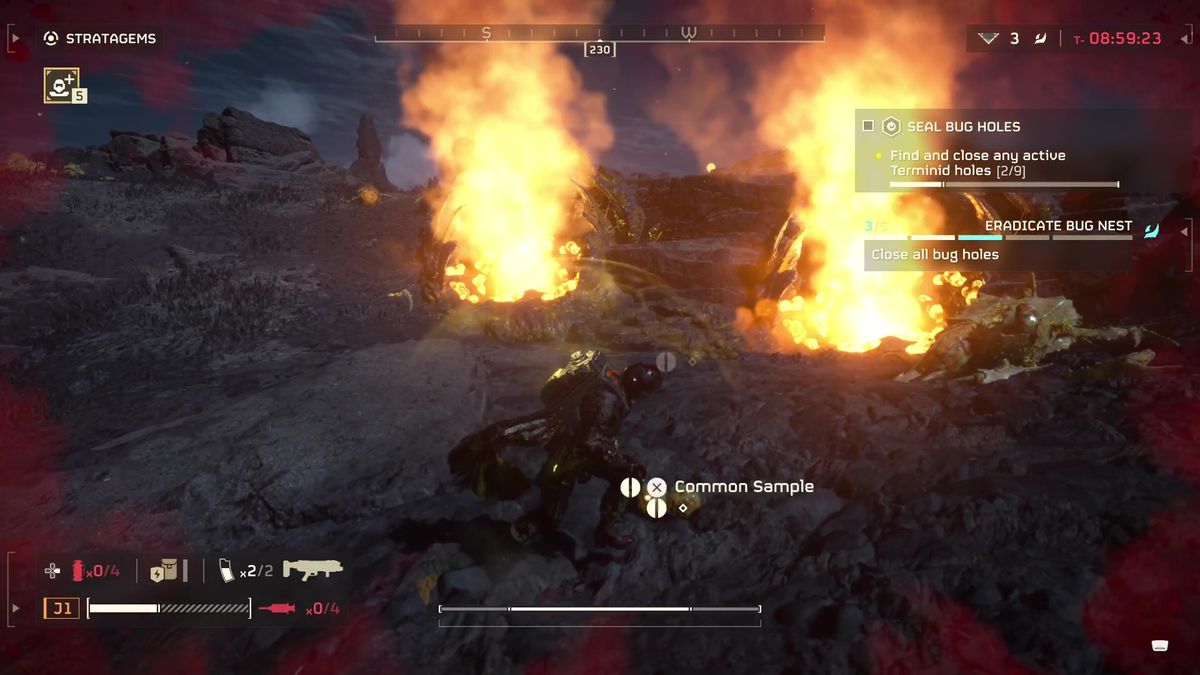 STRATAGEMS
S
W
230
3
T- 08:59:23
5
SEAL BUG HOLES
Find and close any active
Terminid holes [2/9]
3/5
ERADICATE BUG NEST
Close all bug holes
Common Sample
x0/4
x2/2
J1
x0/4